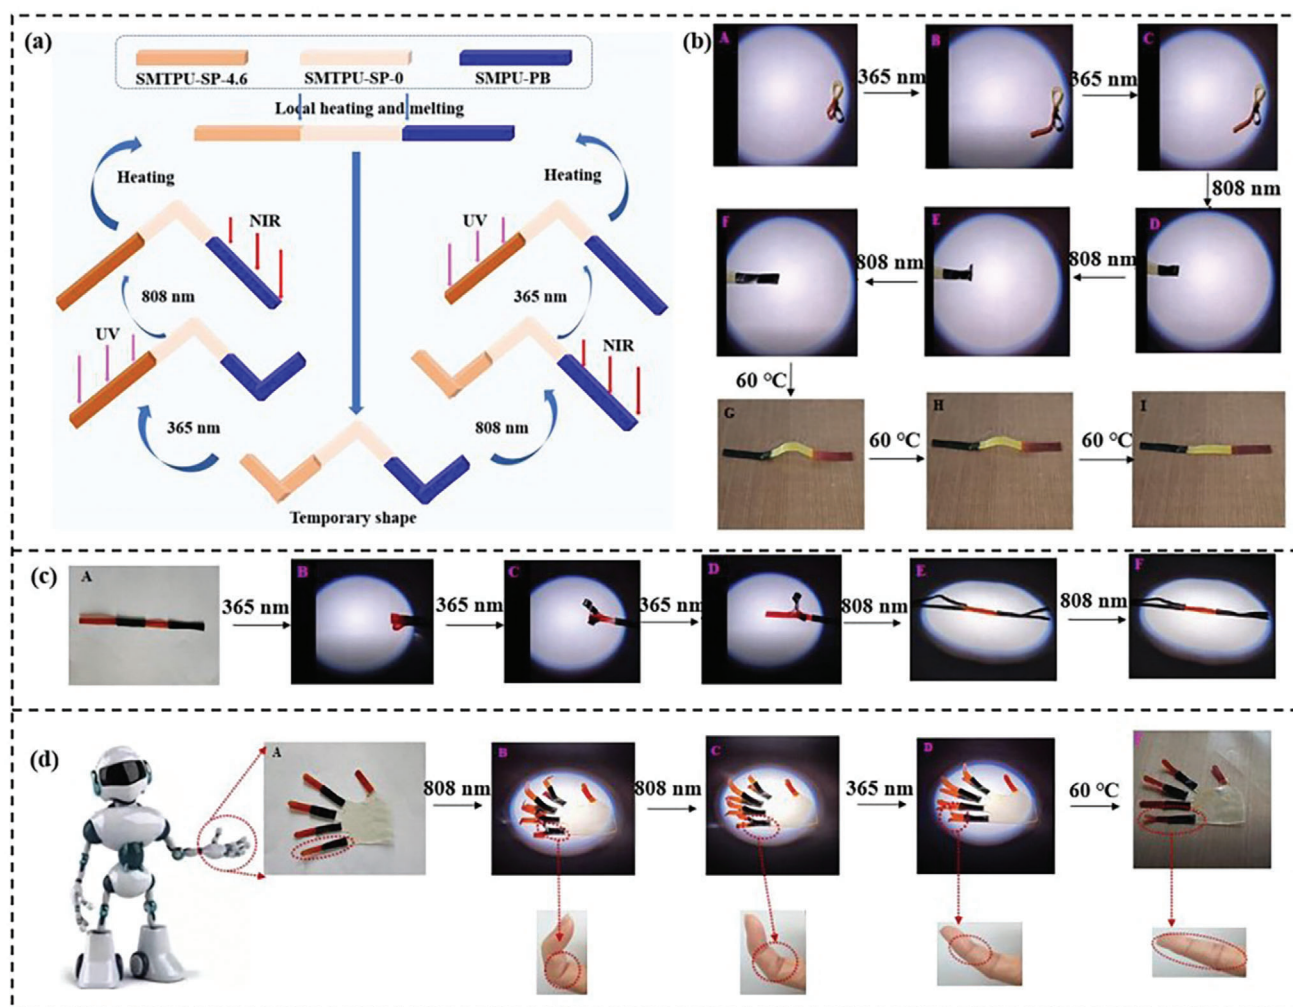 (a)
SMTPU-SP-4.6 SMTPU-SP-0 SMPU-PB
Local heating and melting
Heating Heating
NIR UV
808 nm 365 nm
UV NIR
365 nm 808 nm
Temporary shape
(b)
A 365 nm B 365 nm C
808 nm
F 808 nm E 808 nm D
60 °C
G 60 °C H 60 °C I
(c)
A 365 nm B 365 nm C 365 nm D 808 nm E 808 nm F
(d)
A 808 nm B 808 nm C 365 nm D 60 °C